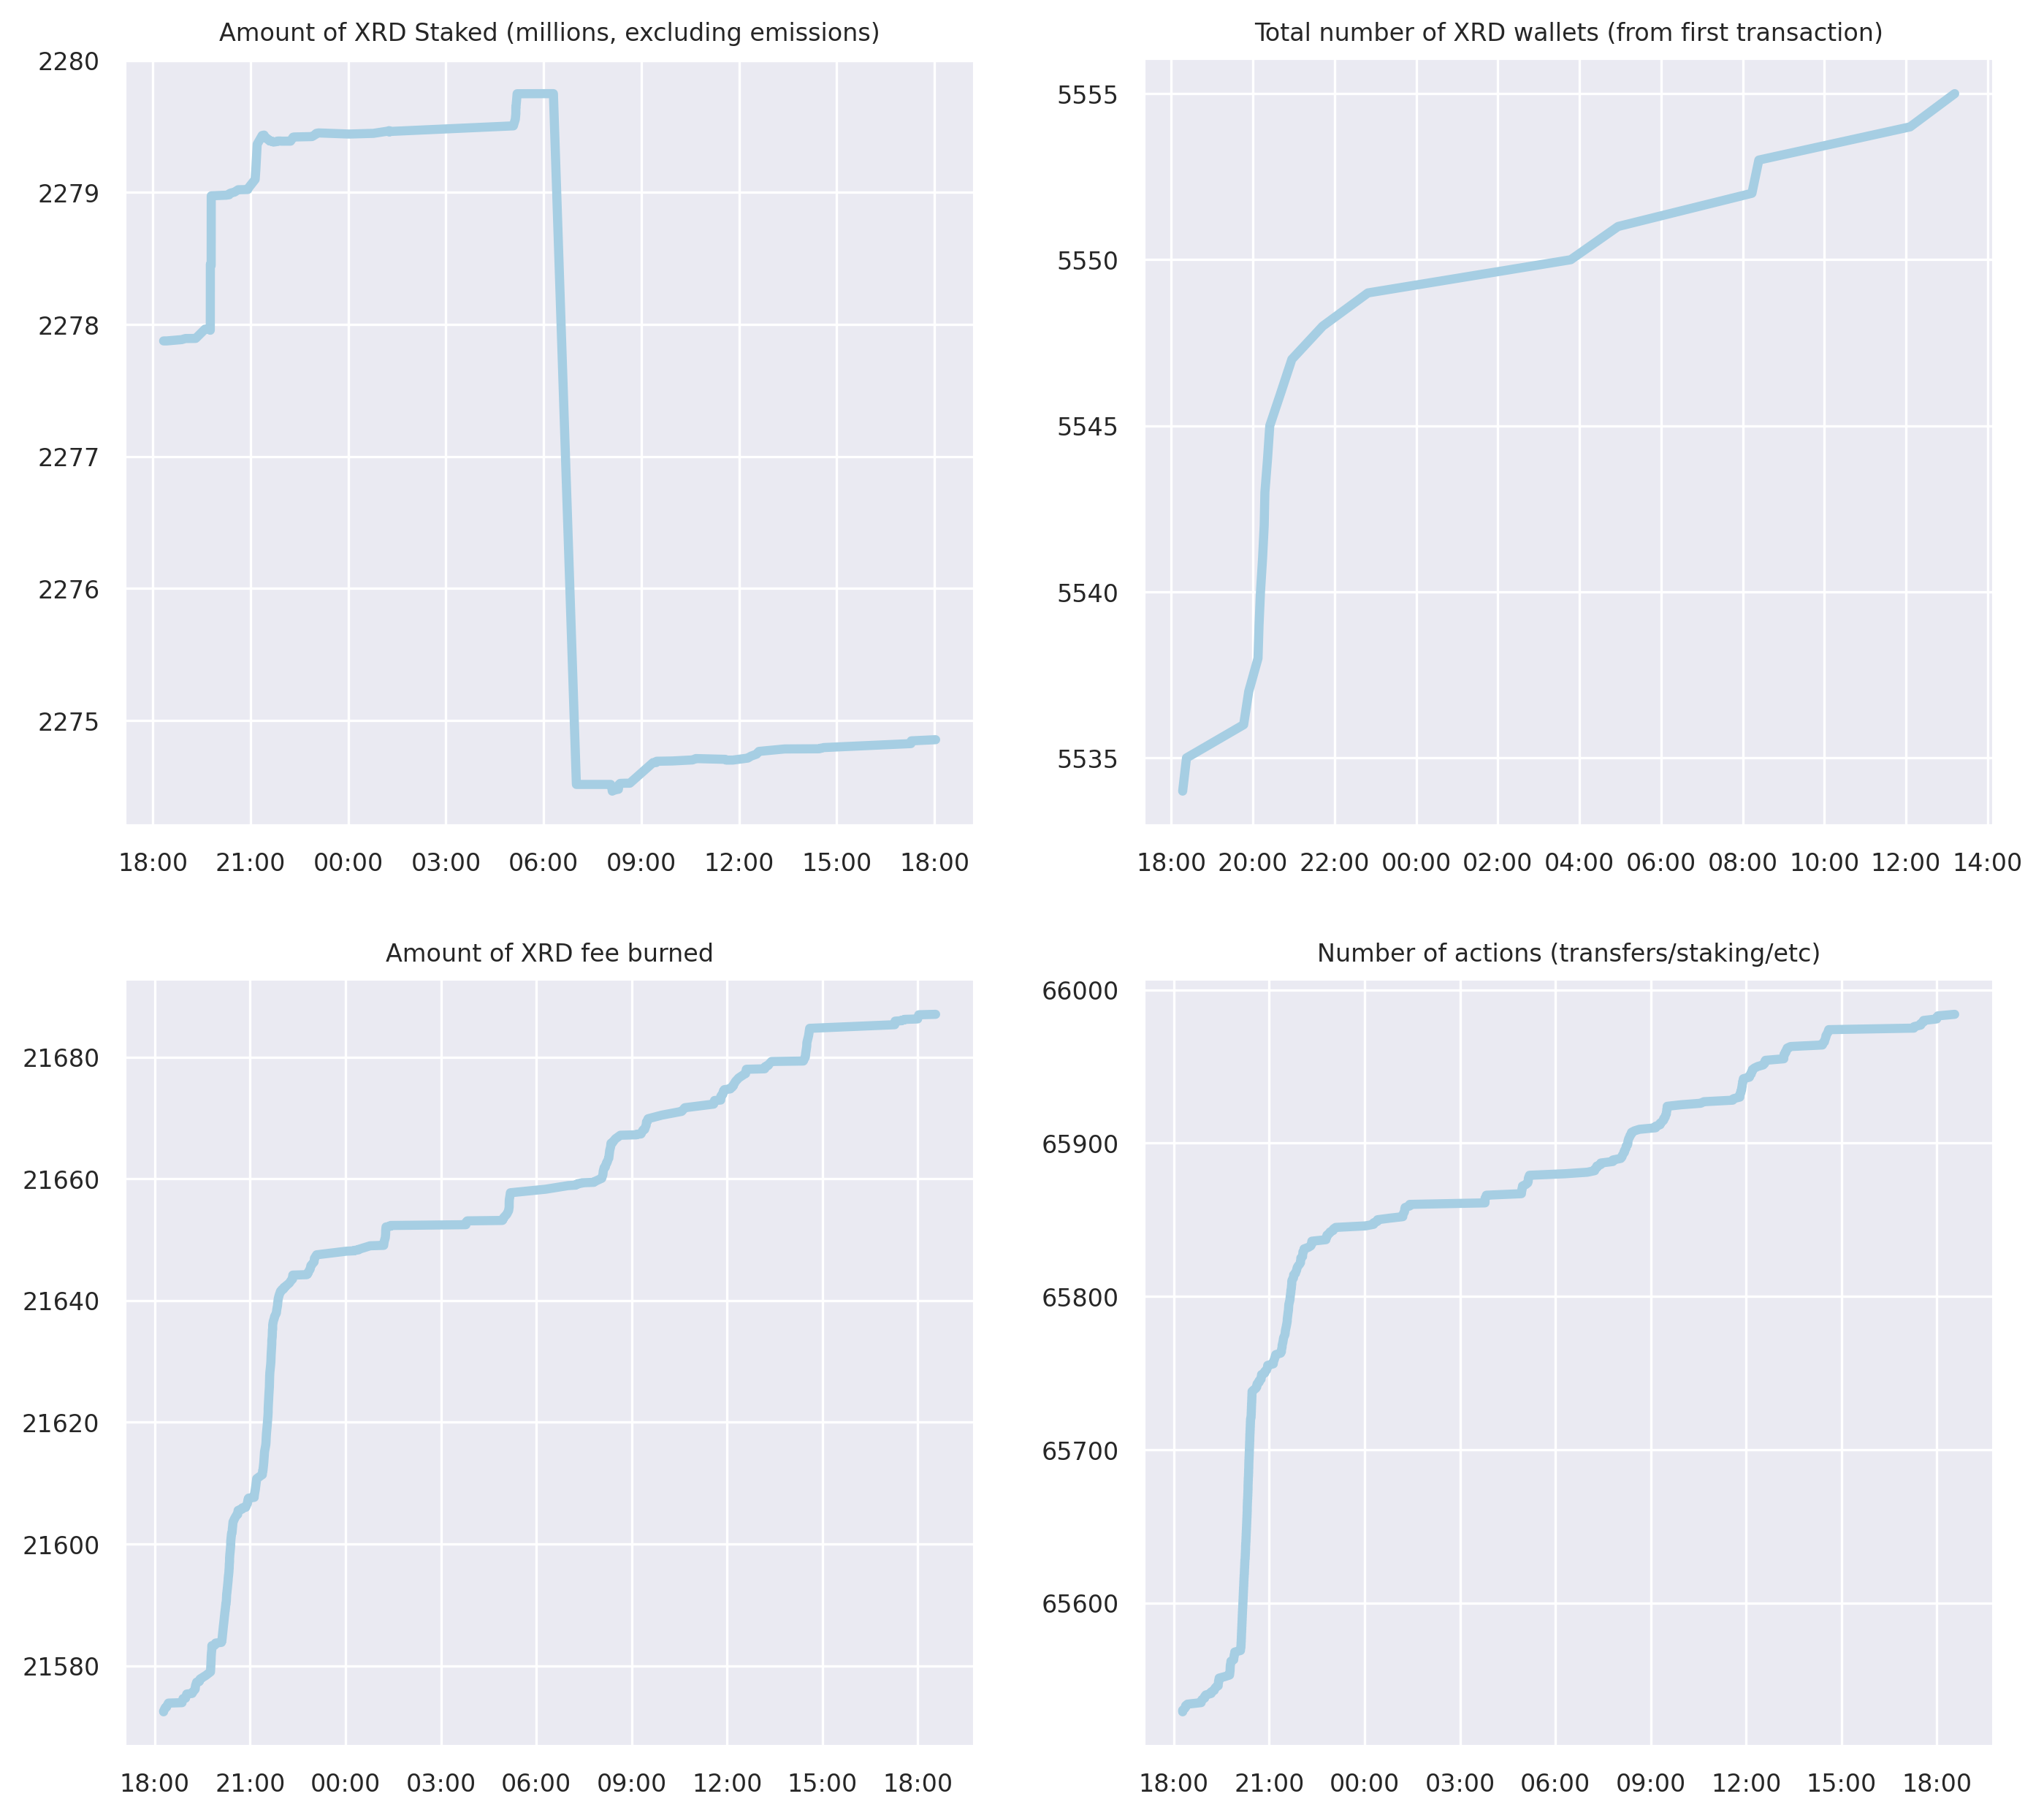 Amount of XRD Staked (millions, excluding emissions)
2280
2279
2278
2277
2276
2275
18:00 21:00 00:00 03:00 06:00 09:00 12:00 15:00 18:00
Total number of XRD wallets (from first transaction)
5555
5550
5545
5540
5535
18:00 20:00 22:00 00:00 02:00 04:00 06:00 08:00 10:00 12:00 14:00
Amount of XRD fee burned
21680
21660
21640
21620
21600
21580
18:00 21:00 00:00 03:00 06:00 09:00 12:00 15:00 18:00
Number of actions (transfers/staking/etc)
66000
65900
65800
65700
65600
18:00 21:00 00:00 03:00 06:00 09:00 12:00 15:00 18:00